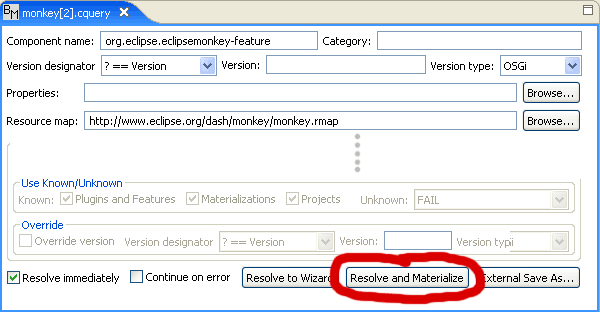 BM monkey[2].cquery
Component name: org.eclipse.eclipsemonkey-feature Category:
Version designator ? == Version Version: Version type: OSGi
Properties: Browse...
Resource map: http://www.eclipse.org/dash/monkey/monkey.rmap Browse...
Use Known/Unknown
Known: Plugins and Features Materializations Projects Unknown: FAIL
Override
Override version Version designator ? == Version Version: Version typ
Resolve immediately Continue on error Resolve to Wizar Resolve and Materialize External Save As...